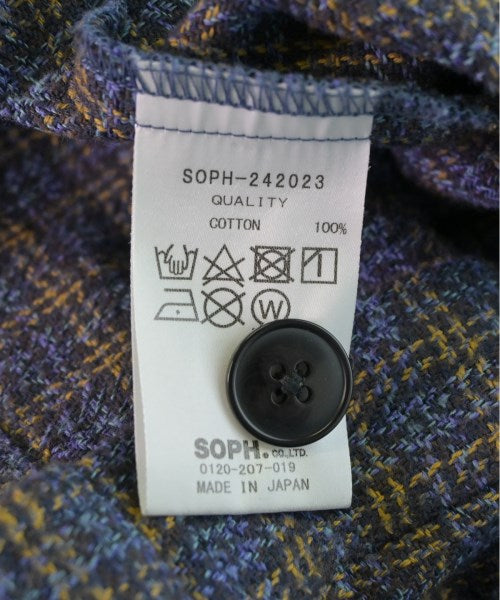 SOPH-242023
QUALITY
COTTON 100%
W
SOPH.CO.,LTD.
0120-207-019
MADE IN JAPAN